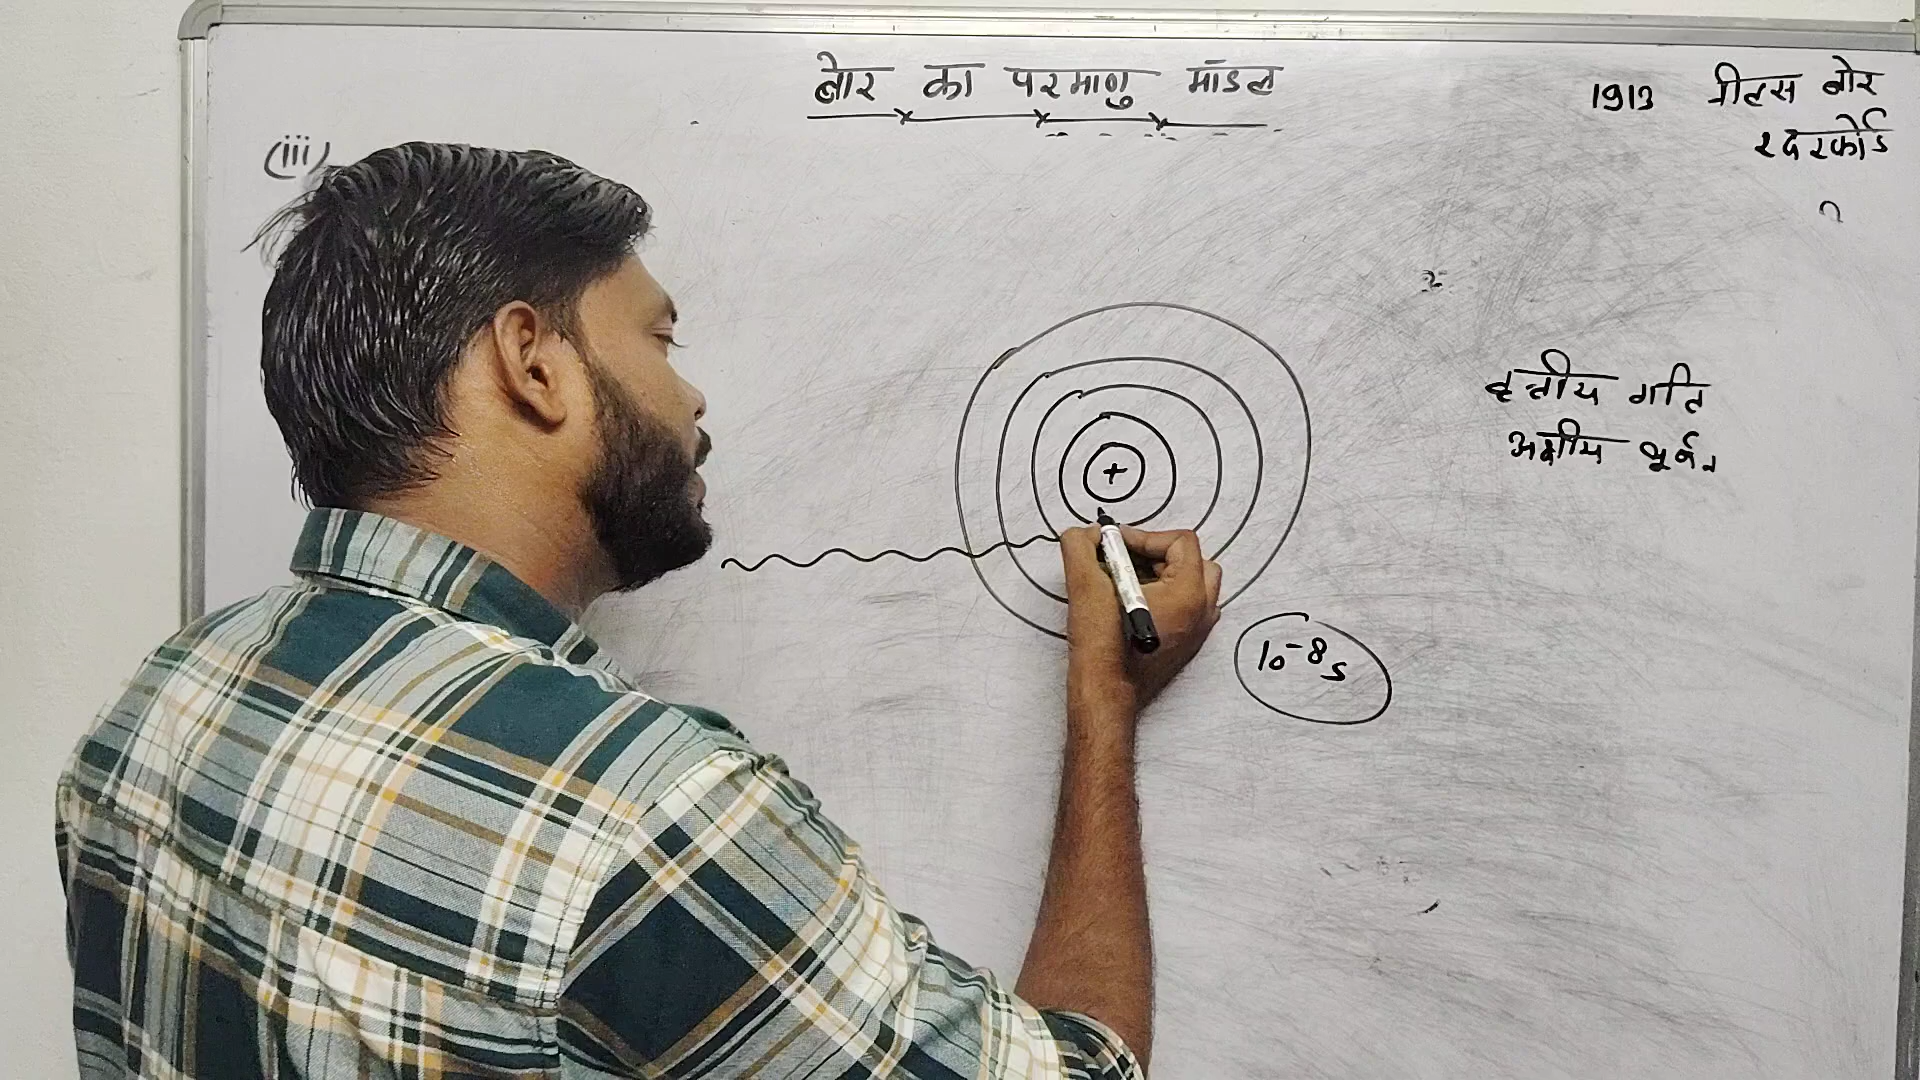 बोर का परमाणु मॉडल
1913 नील्स बोर
रदरफोर्ड
(iii)
वृत्तीय गति
अक्षीय घूर्णन
+
10⁻⁸s